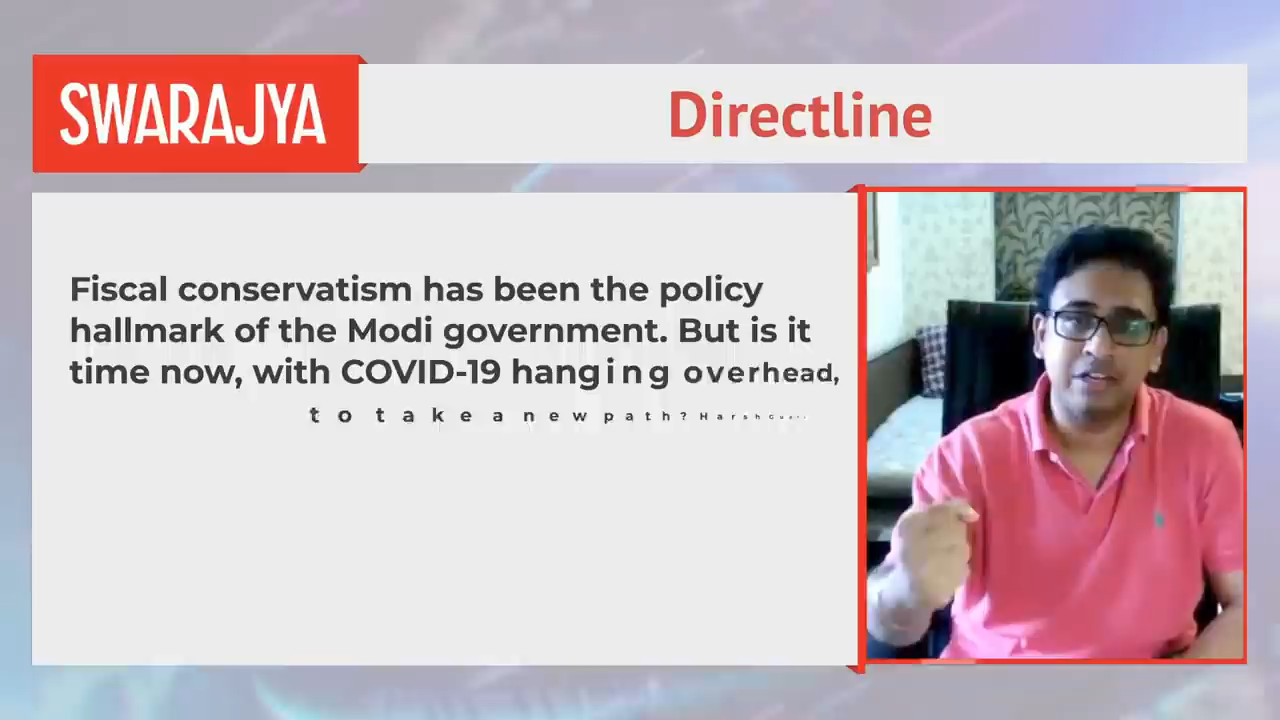 SWARAJYA
Directline
Fiscal conservatism has been the policy
hallmark of the Modi government. But is it
time now, with COVID-19 hanging overhead,
to take a new path? Harsh